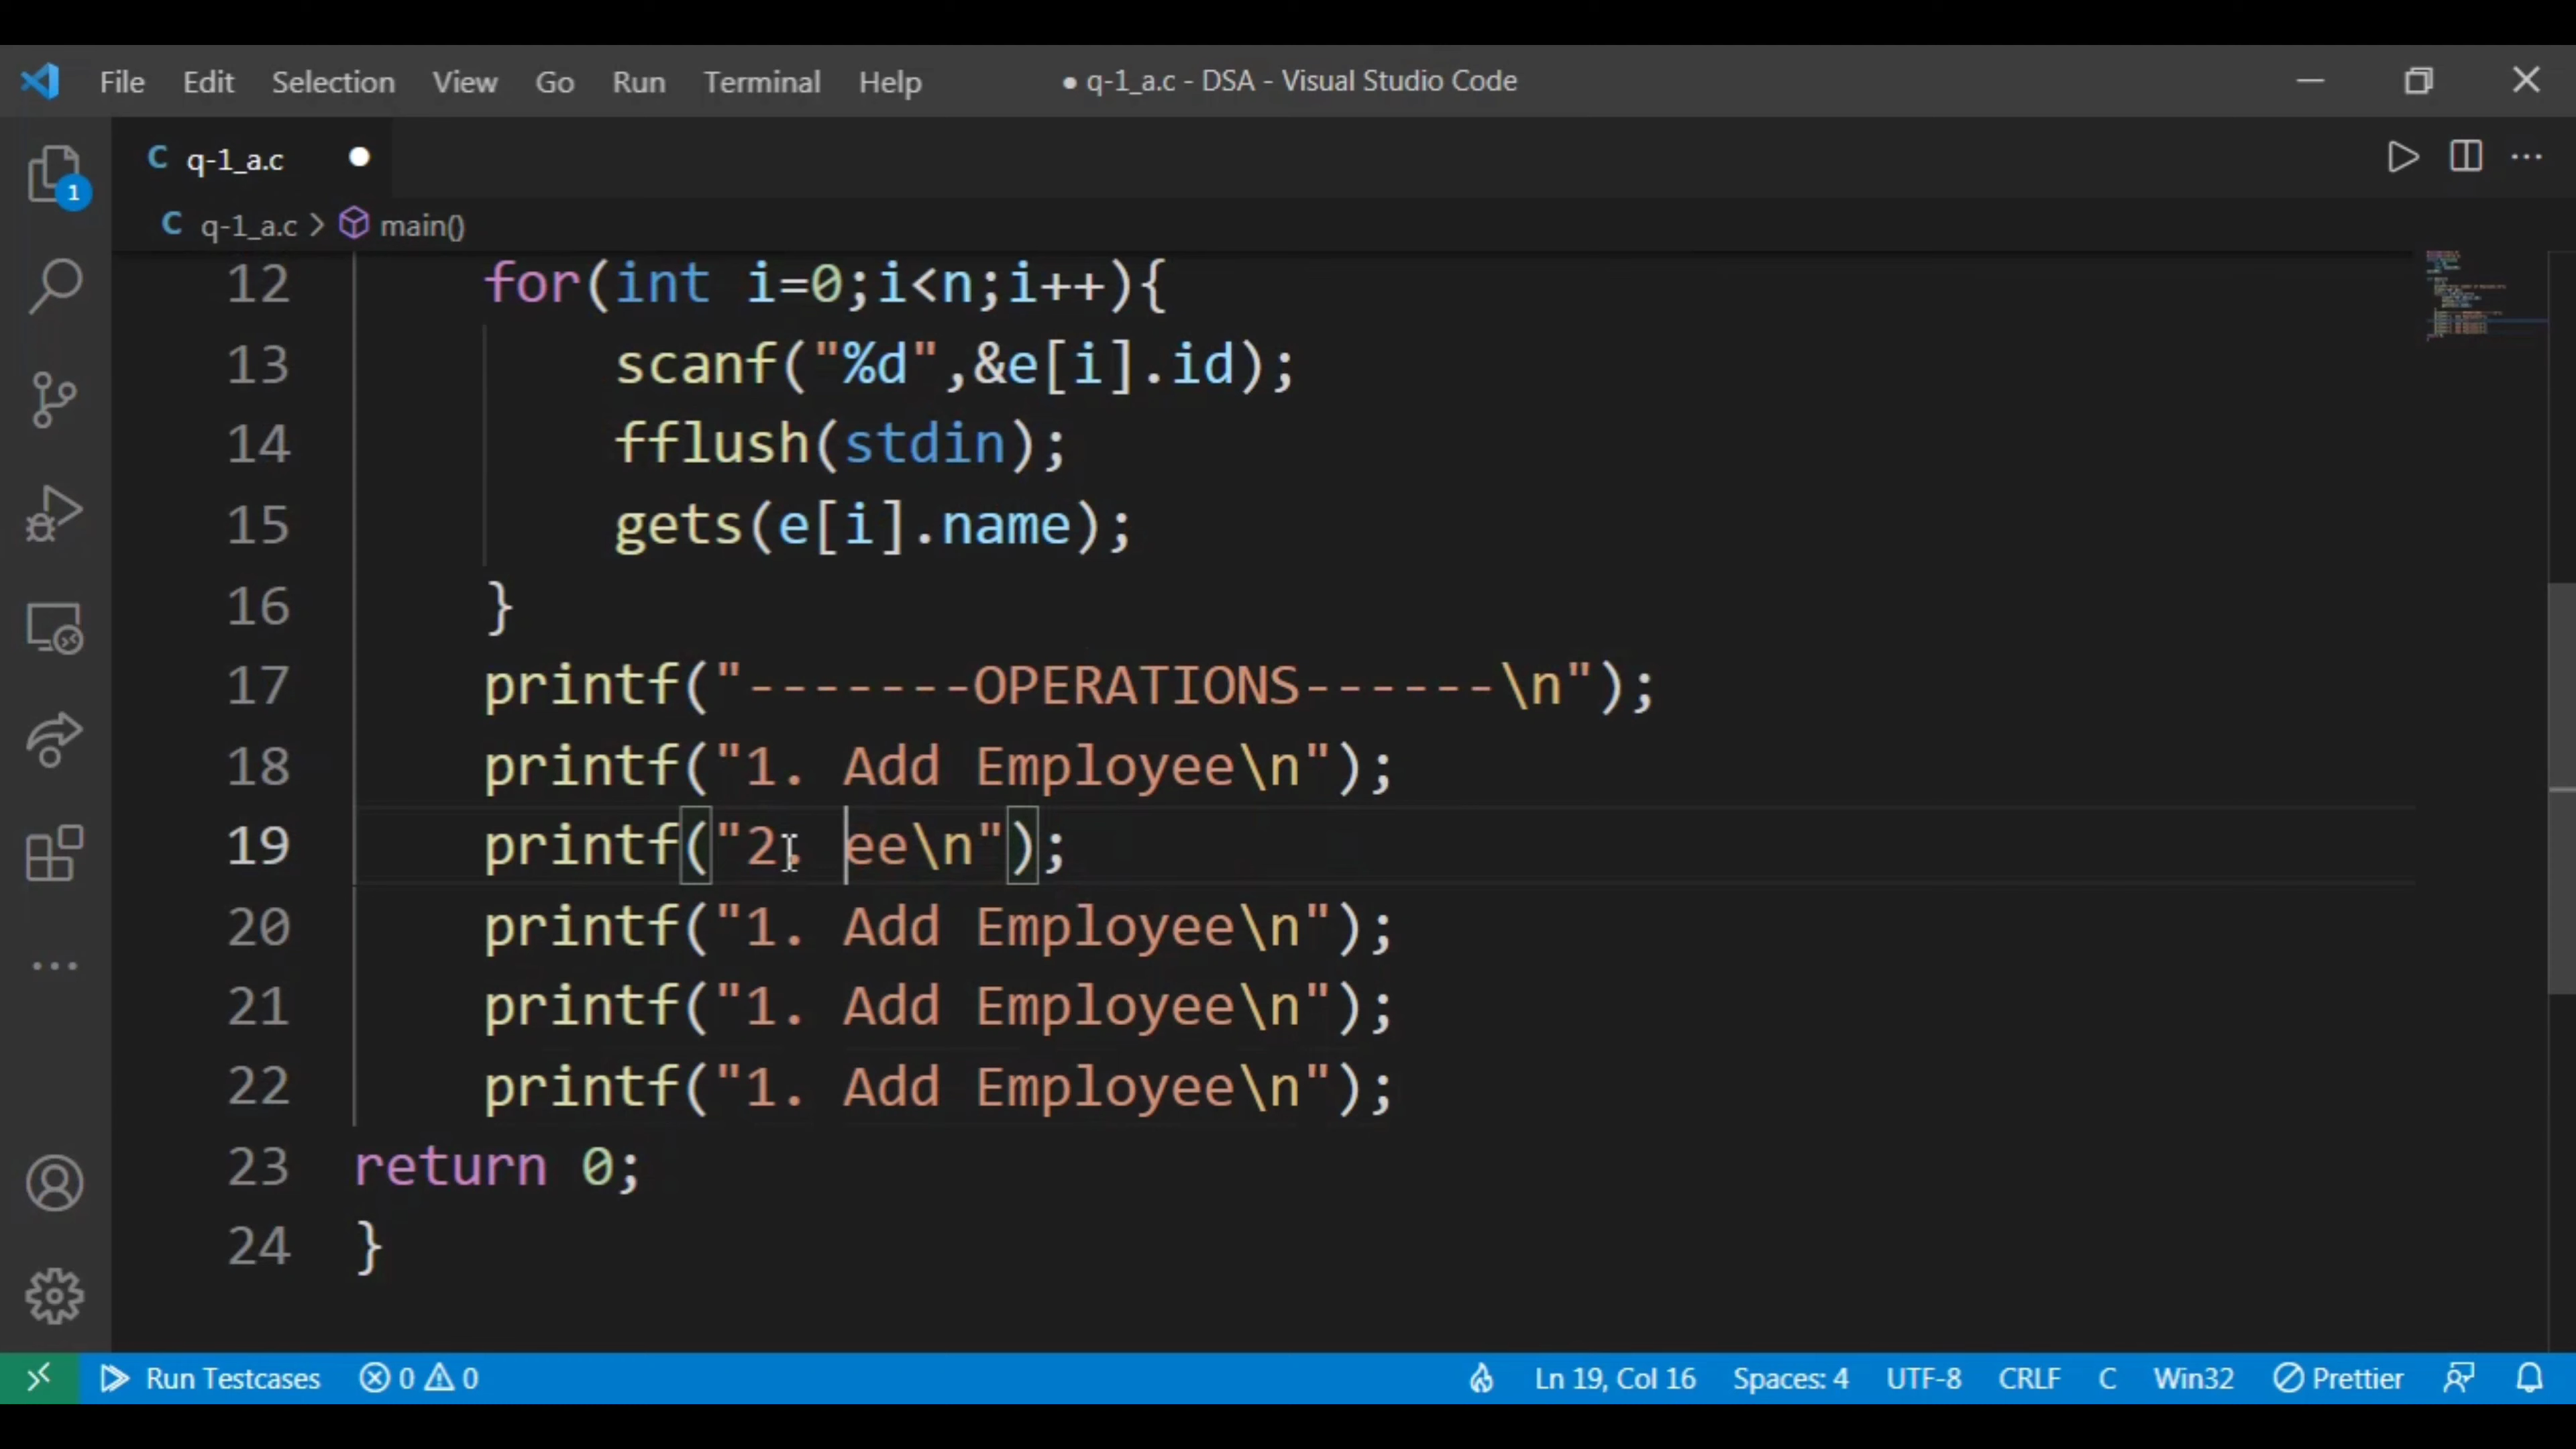 File Edit Selection View Go Run Terminal Help ● q-1_a.c - DSA - Visual Studio Code
C q-1_a.c ●
1
C q-1_a.c > main()
12 for(int i=0;i<n;i++){
13 scanf("%d",&e[i].id);
14 fflush(stdin);
15 gets(e[i].name);
16 }
17 printf("-------OPERATIONS------\n");
18 printf("1. Add Employee\n");
19 printf("2. ee\n");
20 printf("1. Add Employee\n");
21 printf("1. Add Employee\n");
22 printf("1. Add Employee\n");
23 return 0;
24 }
Run Testcases 0 0 Ln 19, Col 16 Spaces: 4 UTF-8 CRLF C Win32 Prettier